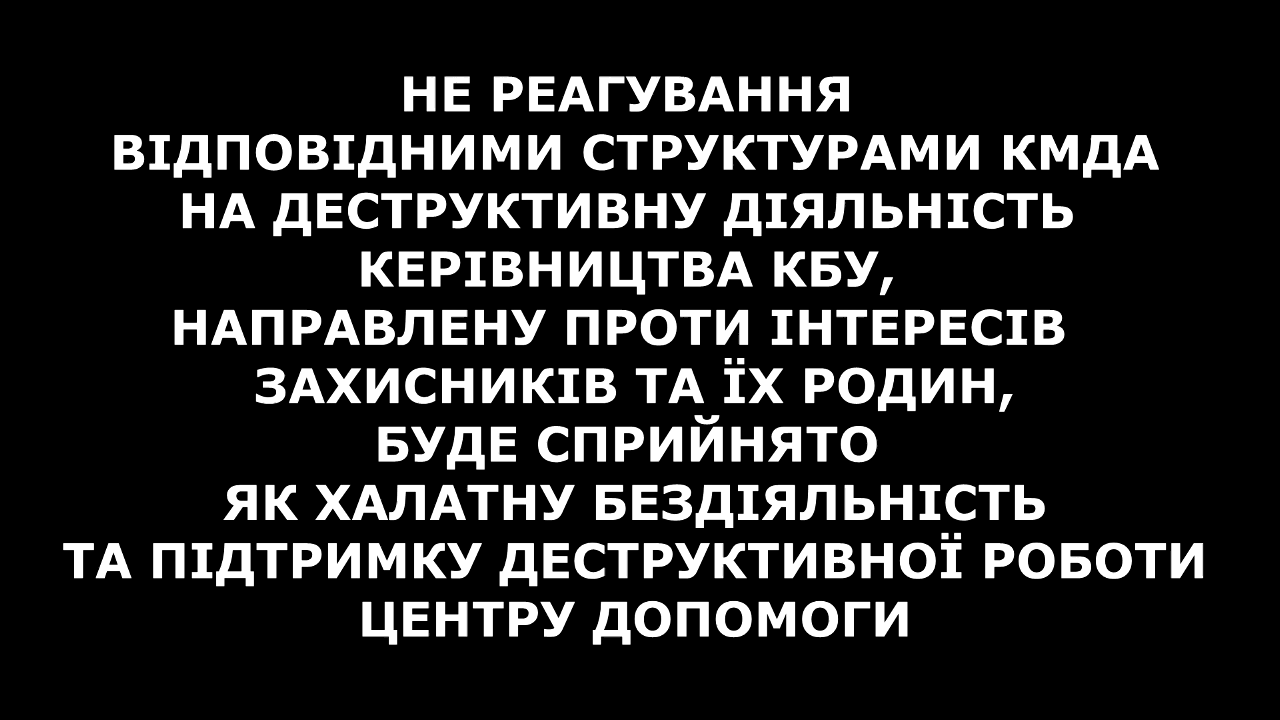 НЕ РЕАГУВАННЯ
ВІДПОВІДНИМИ СТРУКТУРАМИ КМДА
НА ДЕСТРУКТИВНУ ДІЯЛЬНІСТЬ
КЕРІВНИЦТВА КБУ,
НАПРАВЛЕНУ ПРОТИ ІНТЕРЕСІВ
ЗАХИСНИКІВ ТА ЇХ РОДИН,
БУДЕ СПРИЙНЯТО
ЯК ХАЛАТНУ БЕЗДІЯЛЬНІСТЬ
ТА ПІДТРИМКУ ДЕСТРУКТИВНОЇ РОБОТИ
ЦЕНТРУ ДОПОМОГИ